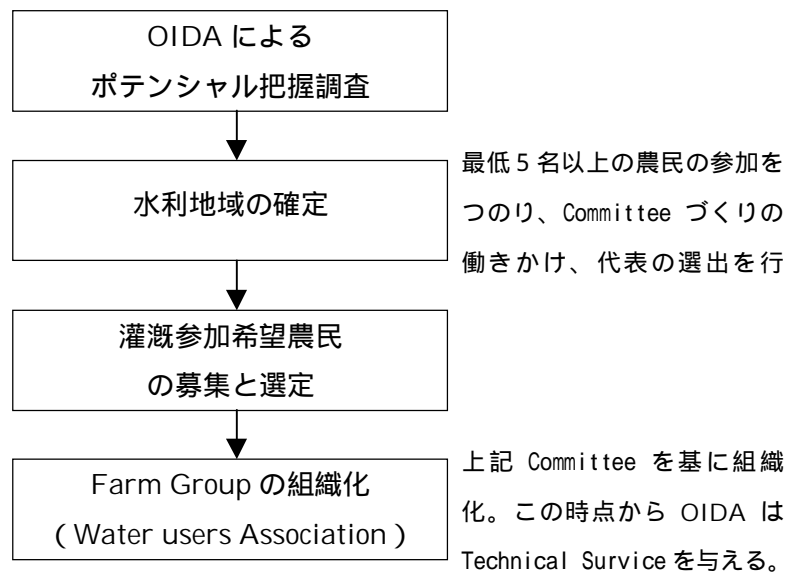 OIDA による
ポテンシャル把握調査
水利地域の確定
最低５名以上の農民の参加を
つのり、Committee づくりの
働きかけ、代表の選出を行
灌漑参加希望農民
の募集と選定
Farm Group の組織化
（Water users Association）
上記 Committee を基に組織
化。この時点から OIDA は
Technical Survice を与える。